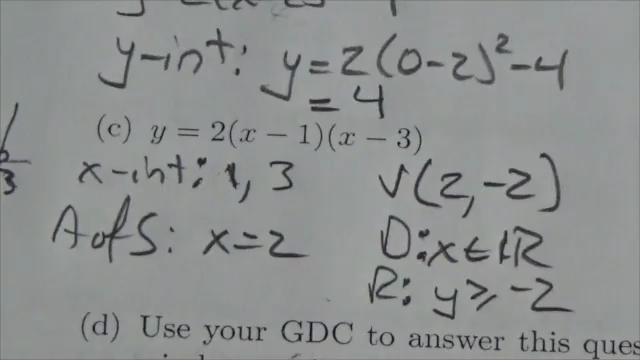 y-int: y=2(0-2)²-4
= 4
(c) y = 2(x − 1)(x − 3)
x-int: 1, 3
V(2,-2)
A of S: x=2
D: x∈ℝ
R: y≥-2
(d) Use your GDC to answer this